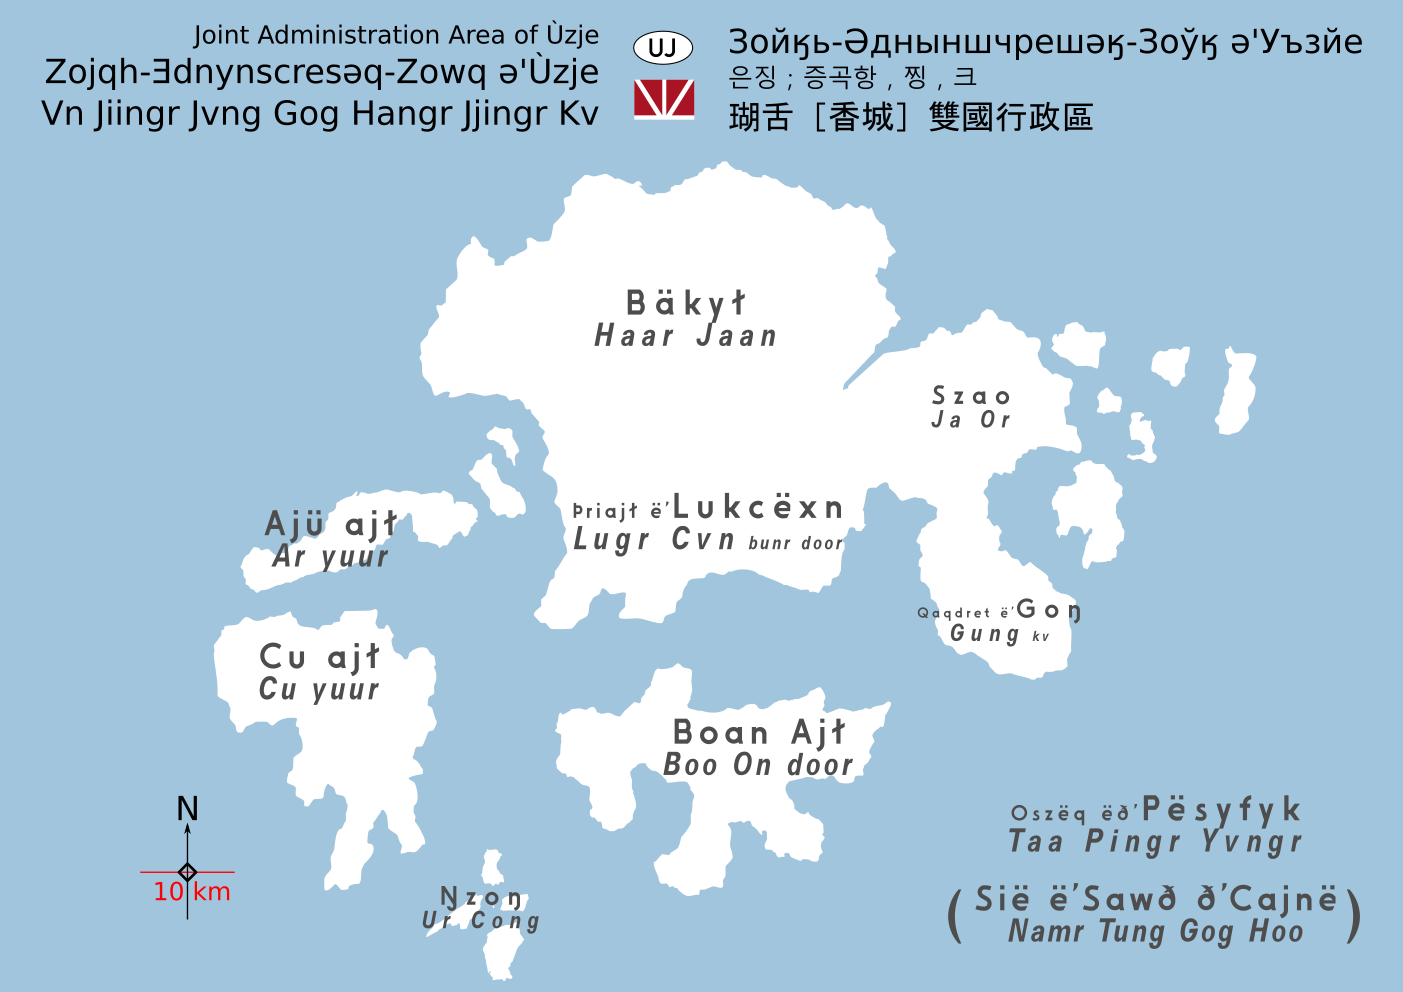 Joint Administration Area of Ùzje
Zojqh-Ǝdnynscresəq-Zowq ə'Ùzje
Vn Jiingr Jvng Gog Hangr Jjingr Kv
UJ
Зойӄь-Әдныншчрешәӄ-Зоўӄ ә'Уъзйе
은징 ; 증곡항 , 찡 , 크
瑚舌［香城］雙國行政區
Bäkył
Haar Jaan
Szao
Ja Or
Þriajł ë'Lukcëxn
Lugr Cvn bunr door
Ajü ajł
Ar yuur
Qaqdret ë'Goŋ
Gung kv
Cu ajł
Cu yuur
Boan Ajł
Boo On door
N
10 km
Oszëq ëð'Pësyfyk
Taa Pingr Yvngr
Ŋzoŋ
Ur Cong
(Sië ë'Sawð ð'Cajnë
Namr Tung Gog Hoo)